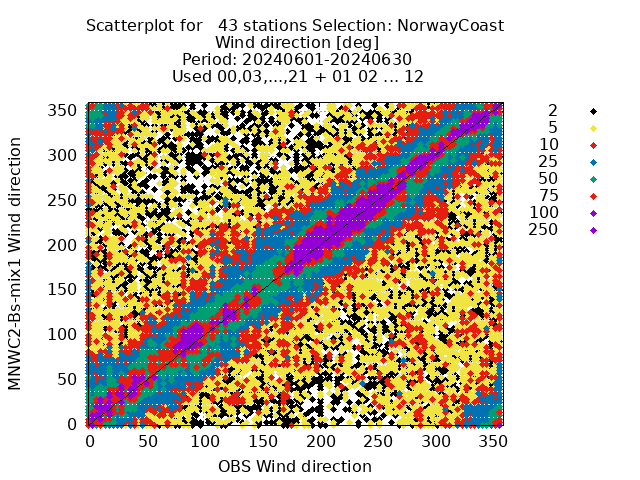 Scatterplot for   43 stations Selection: NorwayCoast
Wind direction [deg]
Period: 20240601-20240630
Used 00,03,...,21 + 01 02 ... 12
MNWC2-Bs-mix1 Wind direction
350
300
250
200
150
100
50
0
0 50 100 150 200 250 300 350
OBS Wind direction
2
5
10
25
50
75
100
250